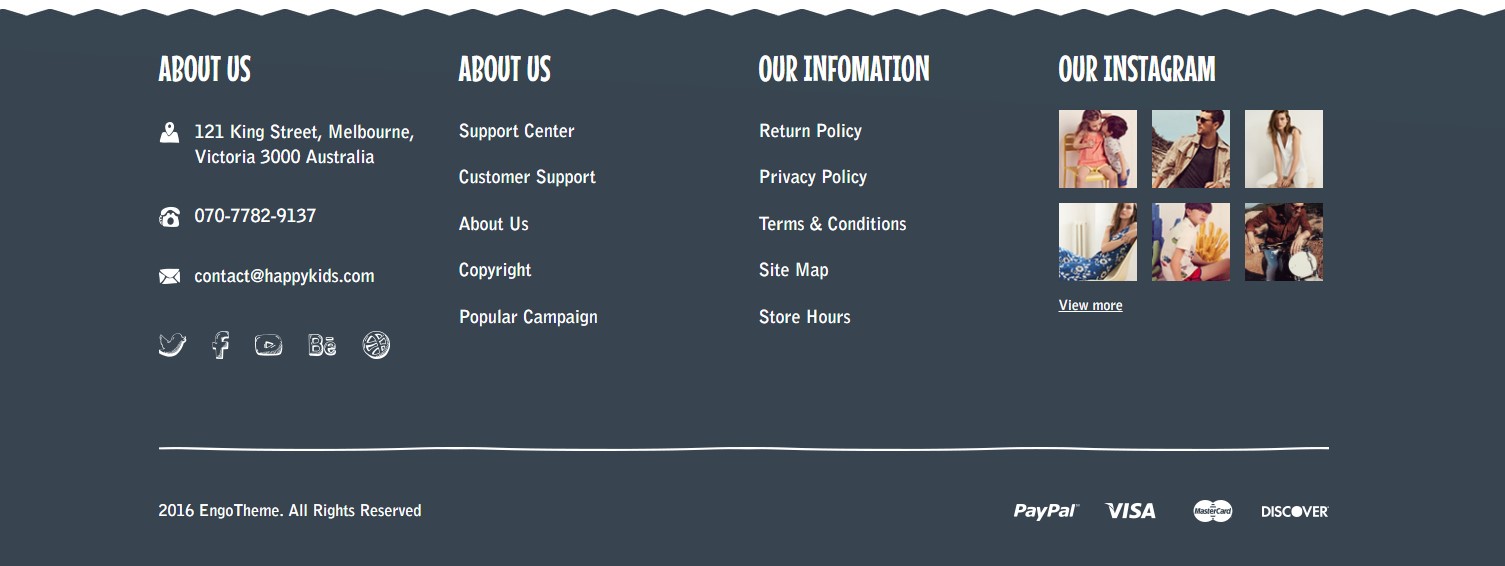 ABOUT US
121 King Street, Melbourne,
Victoria 3000 Australia
070-7782-9137
contact@happykids.com
Bē
ABOUT US
Support Center
Customer Support
About Us
Copyright
Popular Campaign
OUR INFOMATION
Return Policy
Privacy Policy
Terms & Conditions
Site Map
Store Hours
OUR INSTAGRAM
View more
2016 EngoTheme. All Rights Reserved
PayPal VISA MasterCard DISCOVER